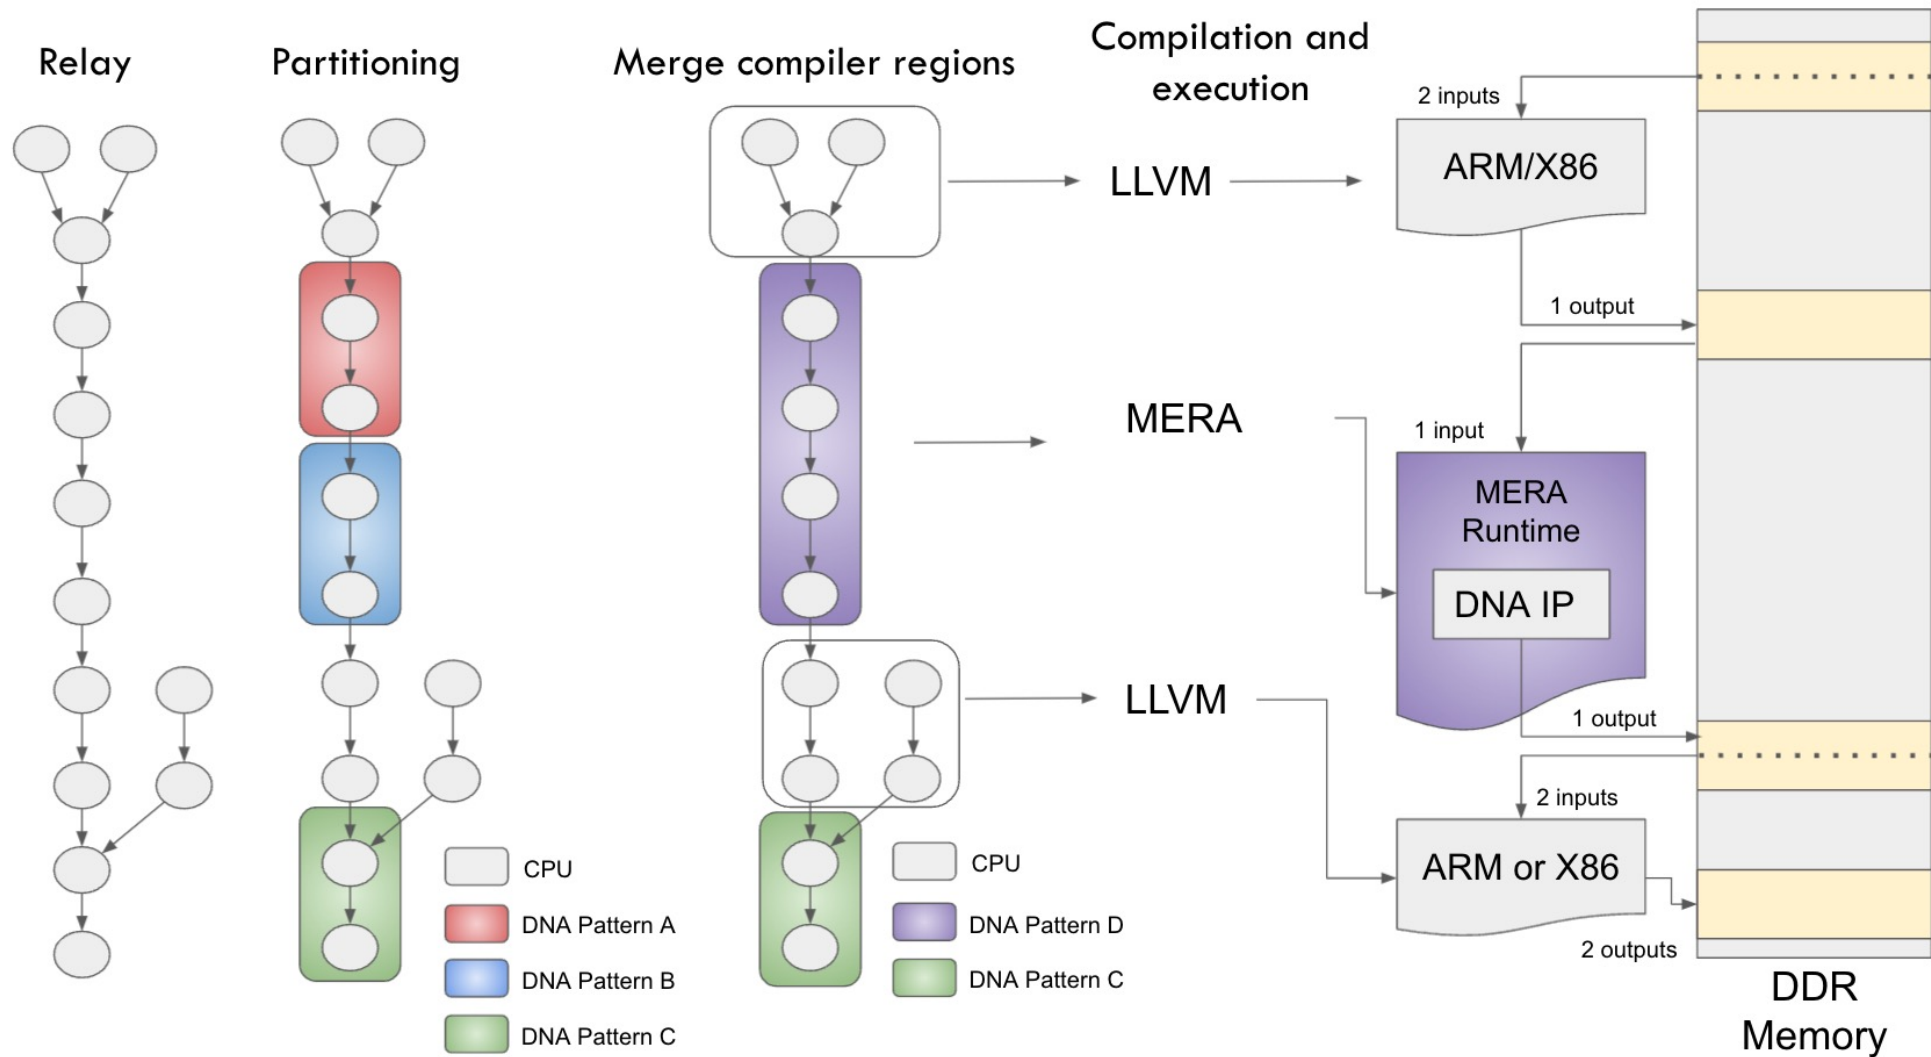 Relay
Partitioning
Merge compiler regions
Compilation and
execution
2 inputs
ARM/X86
LLVM
1 output
MERA
1 input
MERA
Runtime
DNA IP
LLVM
1 output
2 inputs
ARM or X86
2 outputs
CPU
DNA Pattern A
DNA Pattern B
DNA Pattern C
CPU
DNA Pattern D
DNA Pattern C
DDR
Memory